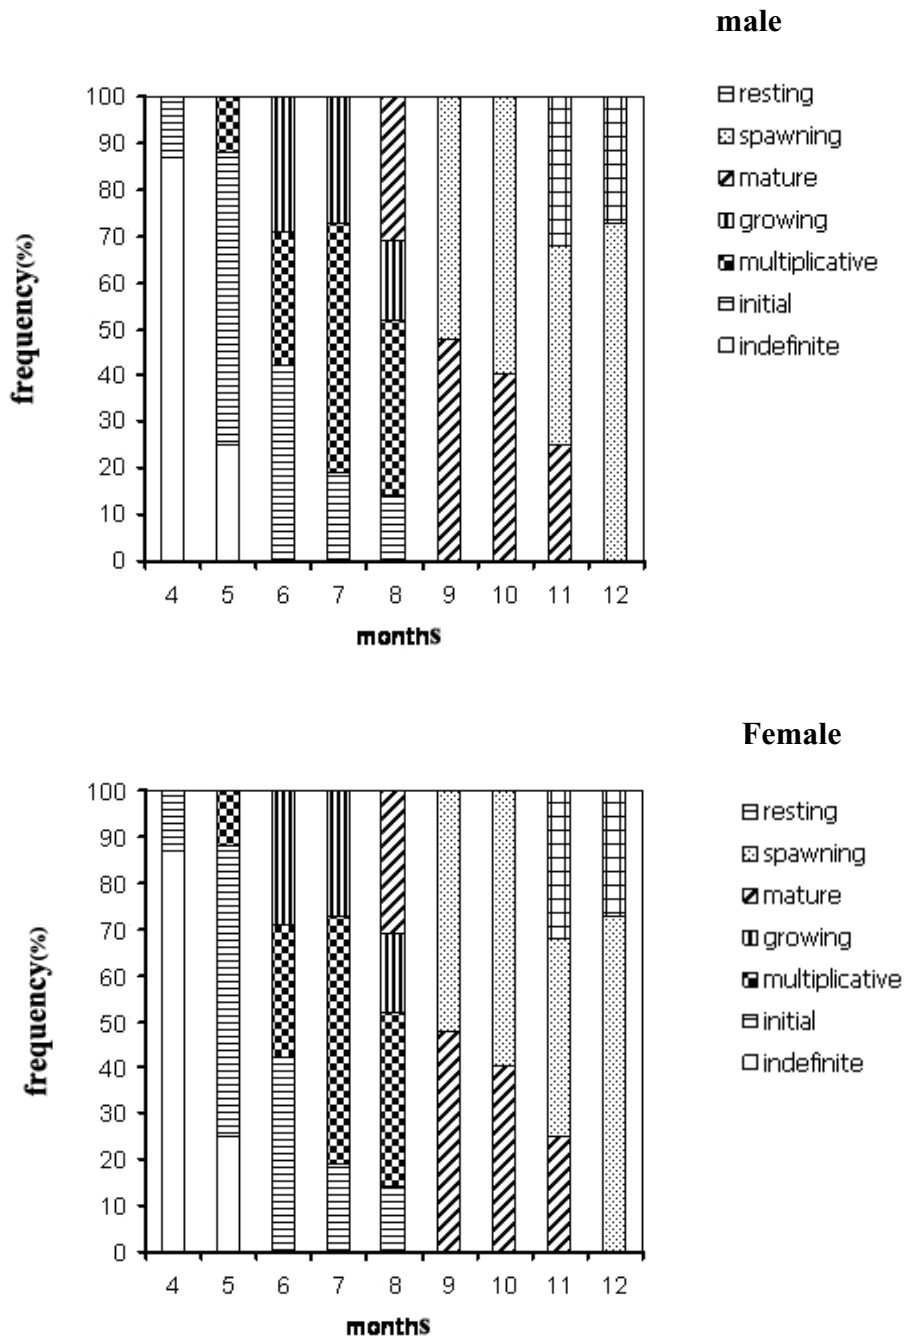 male
resting
spawning
mature
growing
multiplicative
initial
indefinite
frequency(%)
100
90
80
70
60
50
40
30
20
10
0
4 5 6 7 8 9 10 11 12
months
Female
resting
spawning
mature
growing
multiplicative
initial
indefinite
frequency(%)
100
90
80
70
60
50
40
30
20
10
0
4 5 6 7 8 9 10 11 12
months